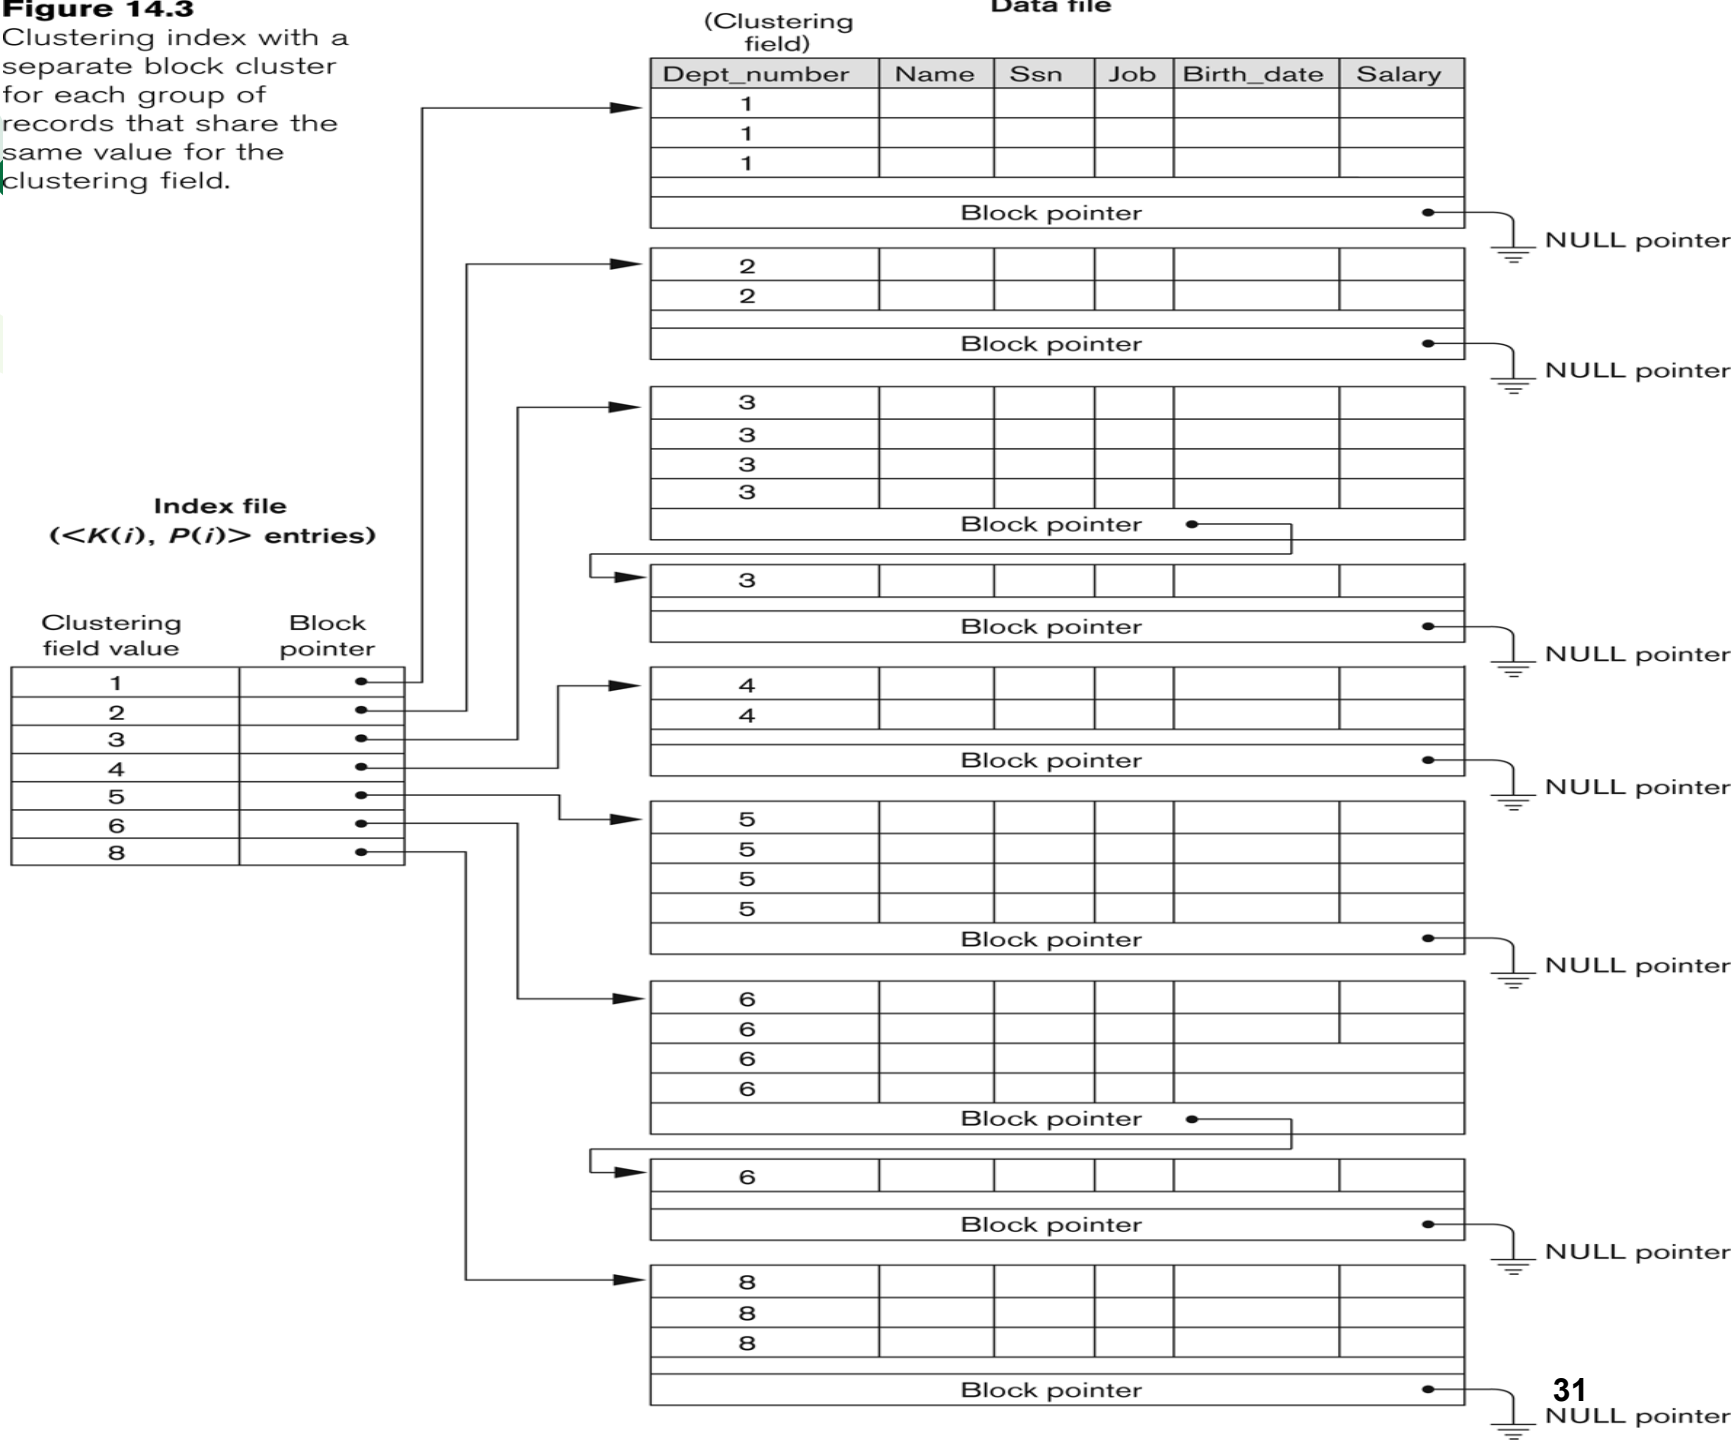 Figure 14.3
Clustering index with a
separate block cluster
for each group of
records that share the
same value for the
clustering field.
Data file
(Clustering
field)
Dept_number Name Ssn Job Birth_date Salary
1
1
1
Block pointer
NULL pointer
2
2
Block pointer
NULL pointer
3
3
3
3
Block pointer
3
Block pointer
NULL pointer
4
4
Block pointer
NULL pointer
5
5
5
5
Block pointer
NULL pointer
6
6
6
6
Block pointer
6
Block pointer
NULL pointer
8
8
8
Block pointer
NULL pointer
Index file
(<K(i), P(i)> entries)
Clustering
field value
Block
pointer
1
2
3
4
5
6
8
31